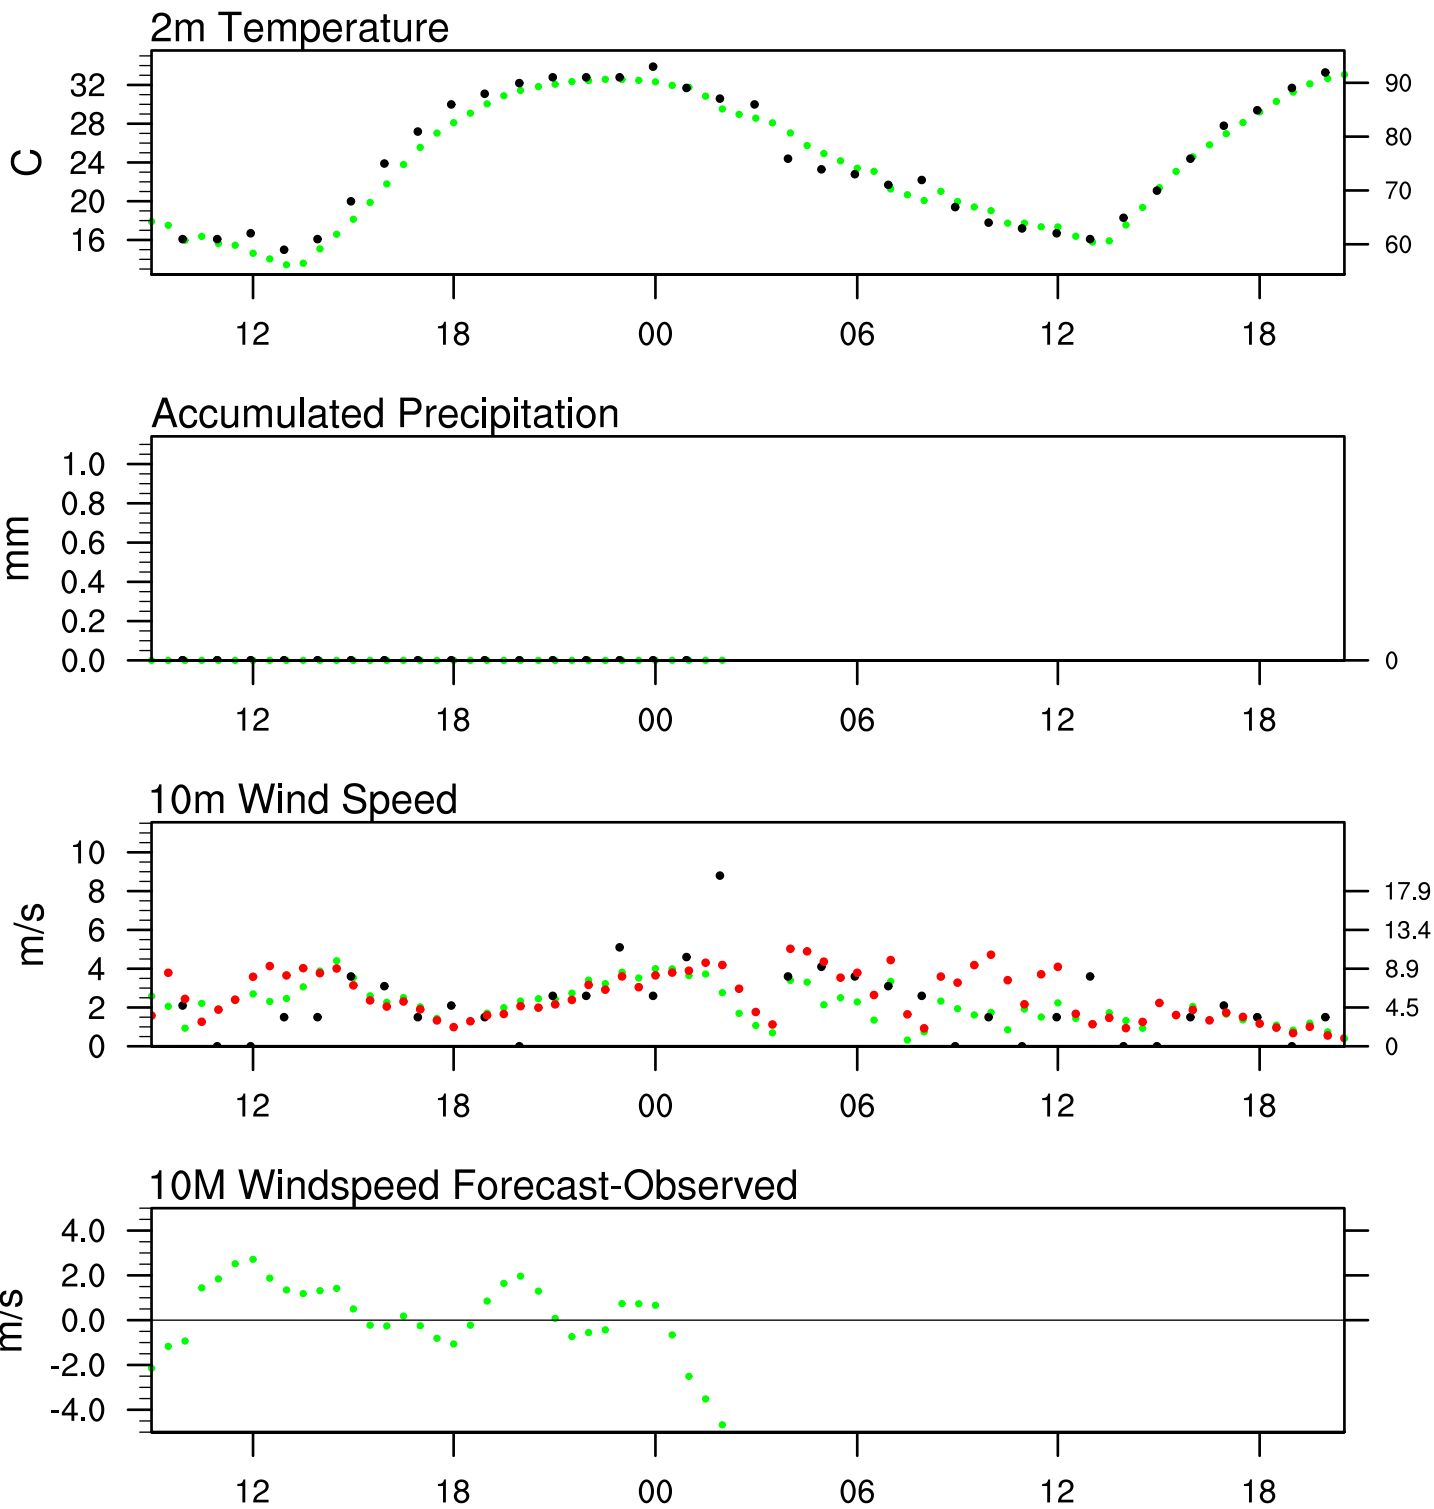 2m Temperature
C
32
28
24
20
16
90
80
70
60
12 18 00 06 12 18
Accumulated Precipitation
mm
1.0
0.8
0.6
0.4
0.2
0.0
0
12 18 00 06 12 18
10m Wind Speed
m/s
10
8
6
4
2
0
17.9
13.4
8.9
4.5
0
12 18 00 06 12 18
10M Windspeed Forecast-Observed
m/s
4.0
2.0
0.0
-2.0
-4.0
12 18 00 06 12 18